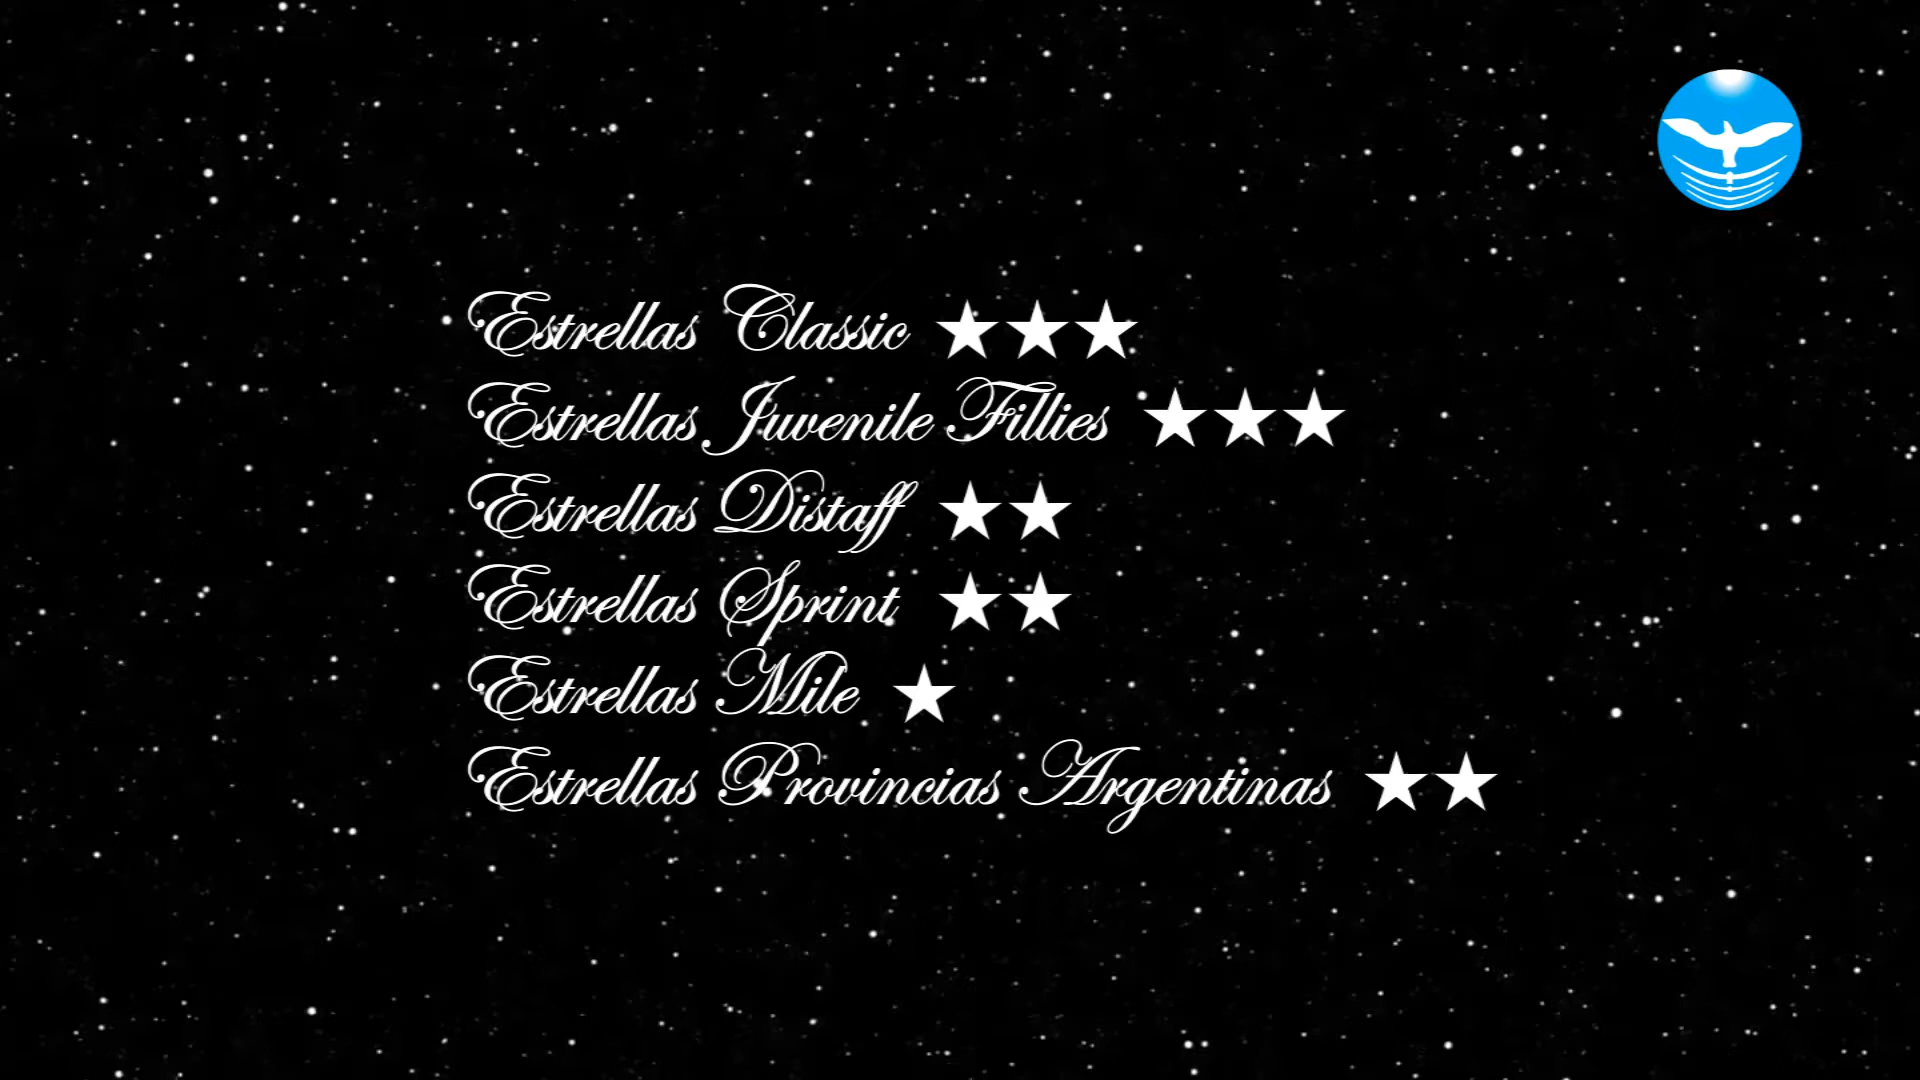 Estrellas Classic ★★★
Estrellas Juvenile Fillies ★★★
Estrellas Distaff ★★
Estrellas Sprint ★★
Estrellas Mile ★
Estrellas Provincias Argentinas ★★